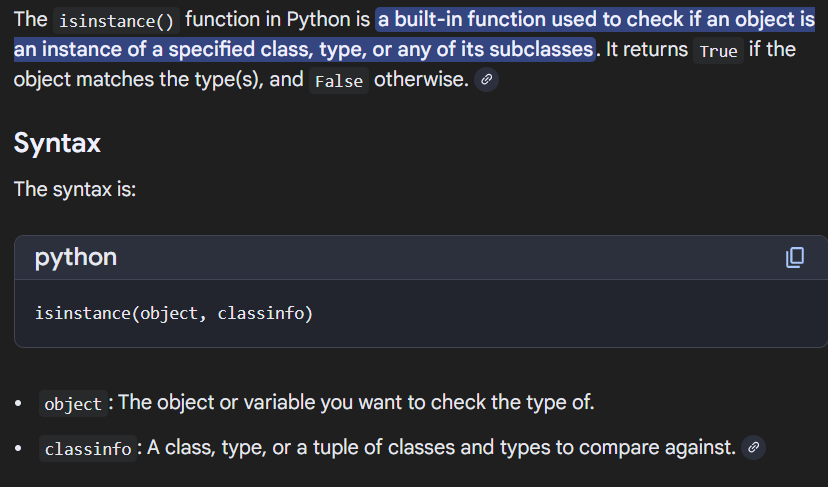 The isinstance() function in Python is a built-in function used to check if an object is
an instance of a specified class, type, or any of its subclasses. It returns True if the
object matches the type(s), and False otherwise.
Syntax
The syntax is:
python
isinstance(object, classinfo)
• object: The object or variable you want to check the type of.
• classinfo: A class, type, or a tuple of classes and types to compare against.